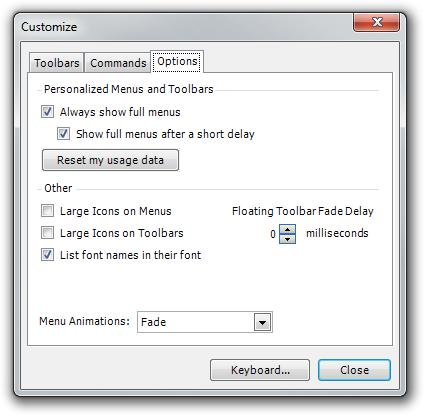 Customize
Toolbars Commands Options
Personalized Menus and Toolbars
Always show full menus
Show full menus after a short delay
Reset my usage data
Other
Large Icons on Menus Floating Toolbar Fade Delay
Large Icons on Toolbars 0 milliseconds
List font names in their font
Menu Animations: Fade
Keyboard... Close